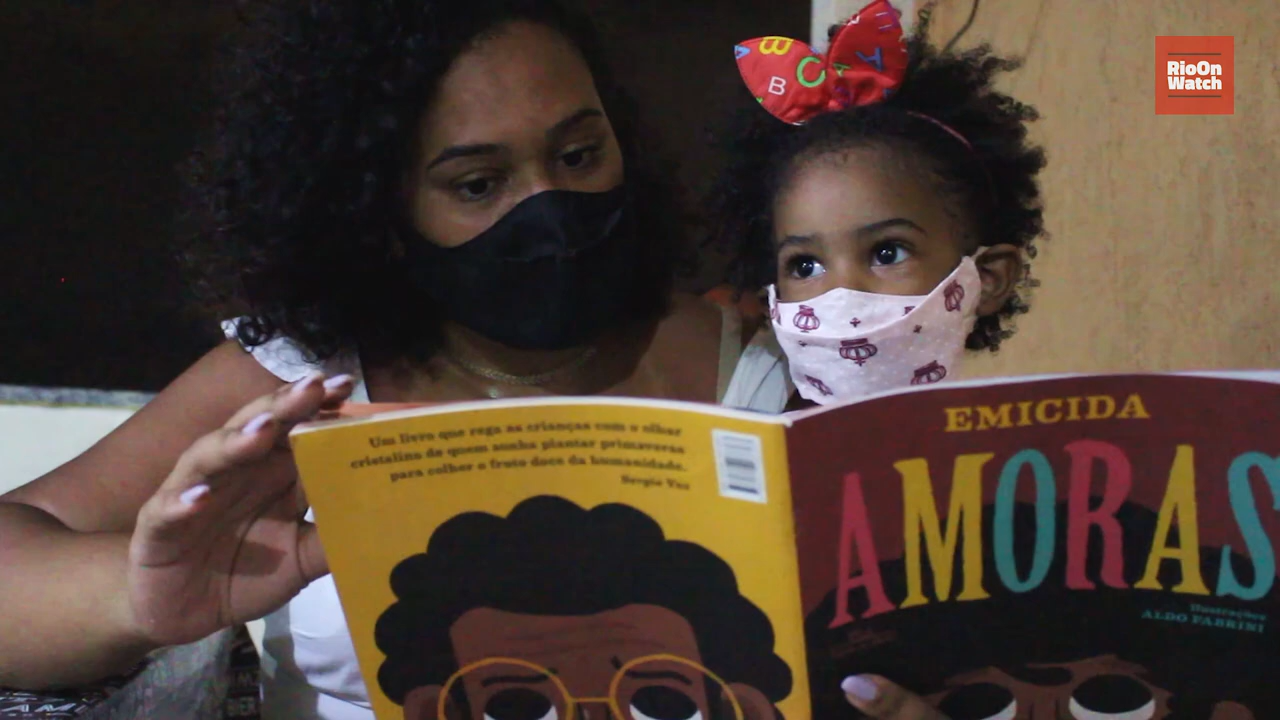 RioOn
Watch
B
C
A
Y
B
Um livro que rega as crianças com o olhar
cristalino de quem sonha plantar primaveras
para colher o fruto doce da humanidade.
Sergio Vaz
EMICIDA
AMORAS
Ilustrações
ALDO FABRINI